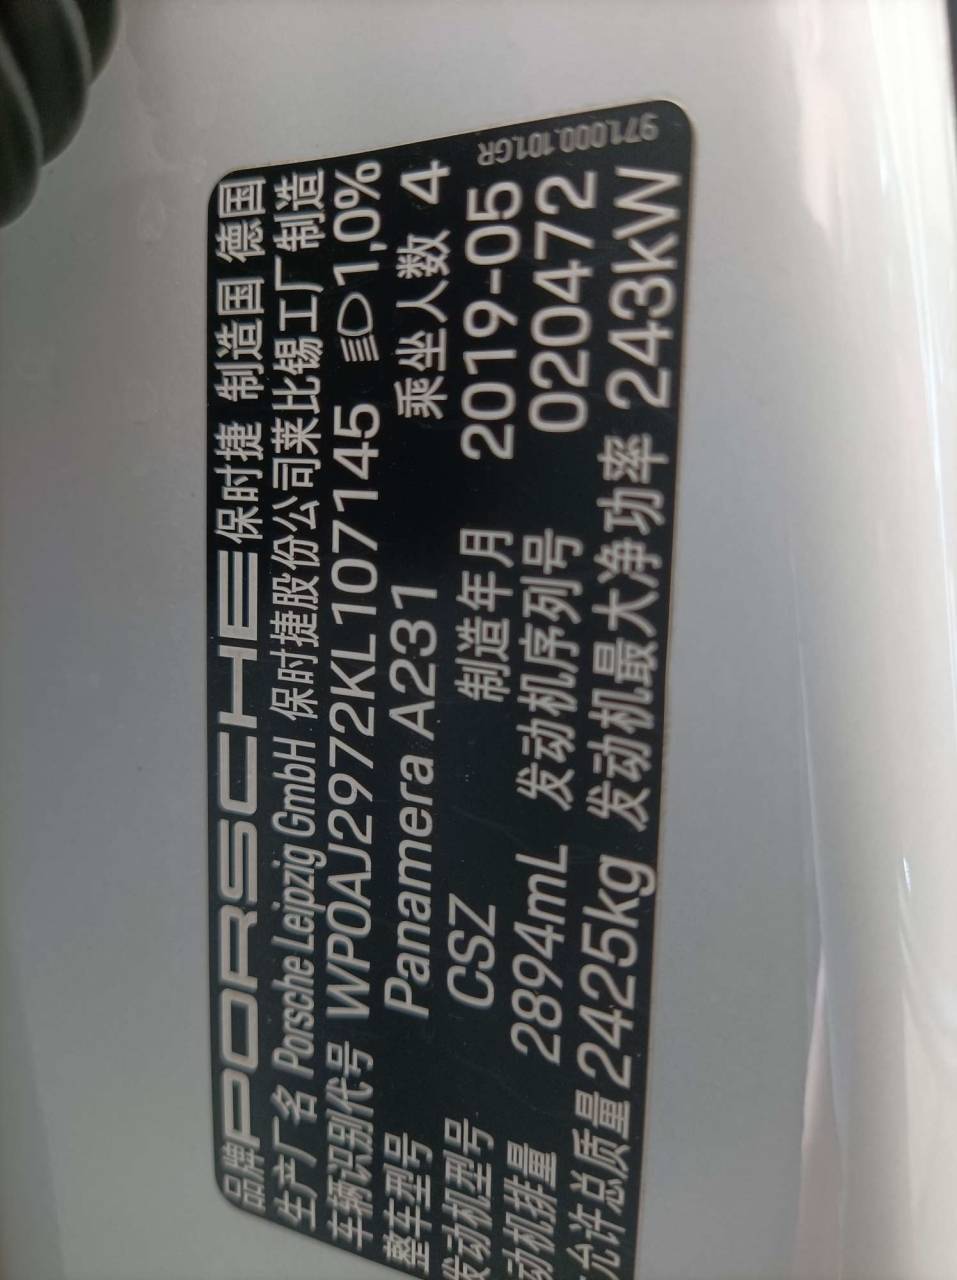 品牌 PORSCHE 保时捷 制造国 德国
生产厂名 Porsche Leipzig GmbH 保时捷股份公司莱比锡工厂制造
车辆识别代号 WP0AJ2972KL107145 1,0%
整车型号 Panamera A231 乘坐人数 4
发动机型号 CSZ 制造年月 2019-05
动机排量 2894mL 发动机序列号 020472
允许总质量 2425kg 发动机最大净功率 243kW
971.000.101.GR